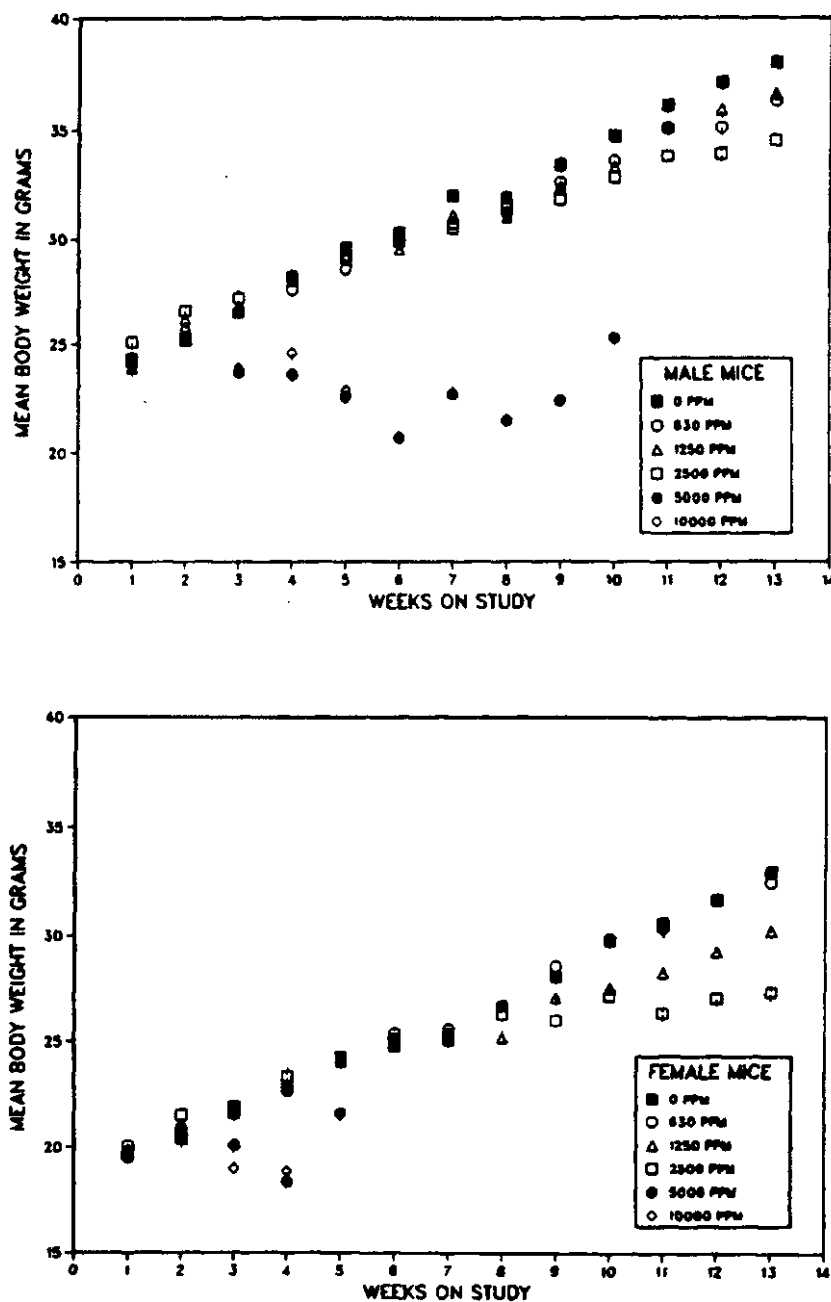 40
35
30
25
20
15
MEAN BODY WEIGHT IN GRAMS
0 1 2 3 4 5 6 7 8 9 10 11 12 13 14
WEEKS ON STUDY
MALE MICE
0 PPM
630 PPM
1250 PPM
2500 PPM
5000 PPM
10000 PPM
40
35
30
25
20
15
MEAN BODY WEIGHT IN GRAMS
0 1 2 3 4 5 6 7 8 9 10 11 12 13 14
WEEKS ON STUDY
FEMALE MICE
0 PPM
630 PPM
1250 PPM
2500 PPM
5000 PPM
10000 PPM